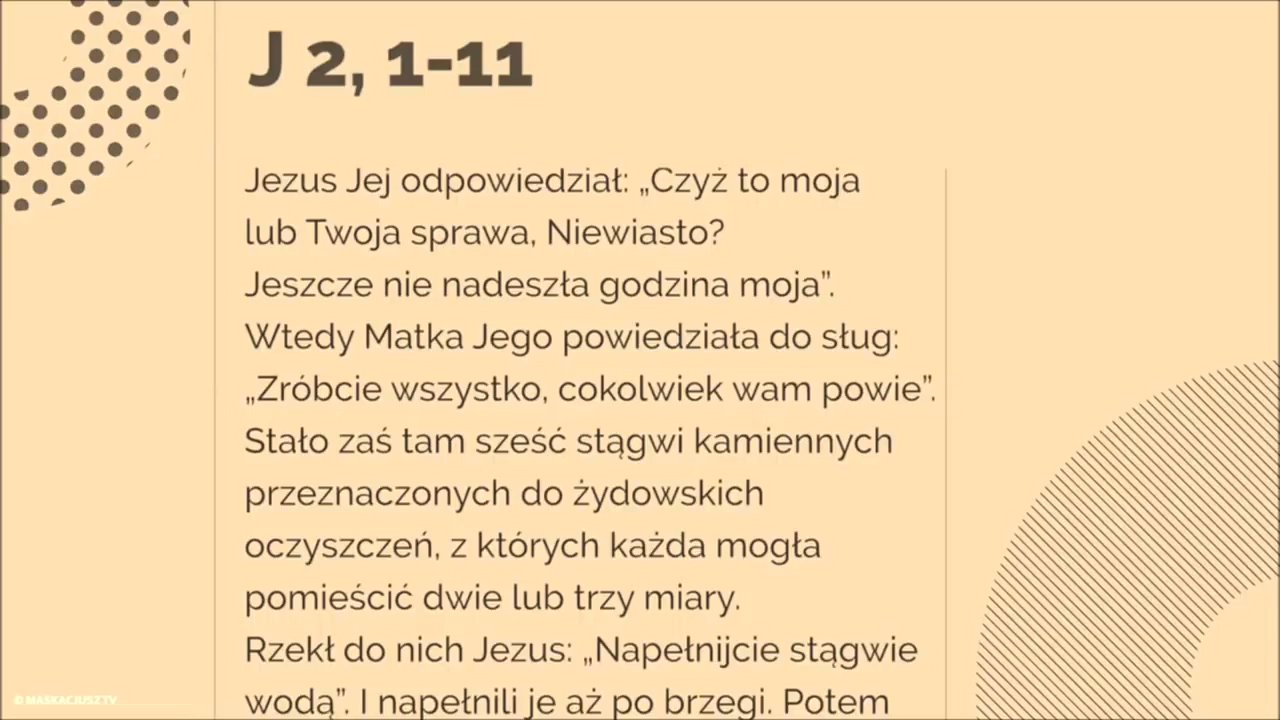 J 2, 1-11
Jezus Jej odpowiedział: „Czyż to moja
lub Twoja sprawa, Niewiasto?
Jeszcze nie nadeszła godzina moja”.
Wtedy Matka Jego powiedziała do sług:
„Zróbcie wszystko, cokolwiek wam powie”.
Stało zaś tam sześć stągwi kamiennych
przeznaczonych do żydowskich
oczyszczeń, z których każda mogła
pomieścić dwie lub trzy miary.
Rzekł do nich Jezus: „Napełnijcie stągwie
wodą”. I napełnili je aż po brzegi. Potem
© MASKACJUSZ TV